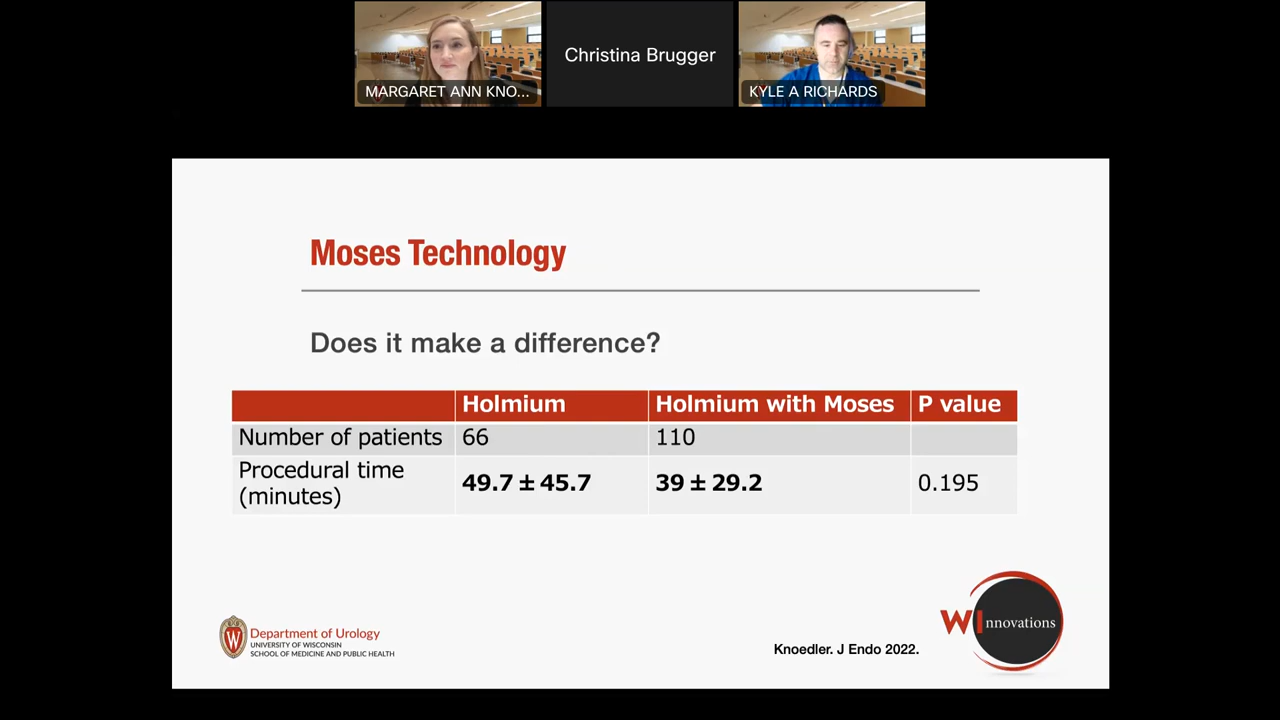 MARGARET ANN KNO...
Christina Brugger
KYLE A RICHARDS
Moses Technology
Does it make a difference?
Holmium Holmium with Moses P value
Number of patients 66 110
Procedural time
(minutes) 49.7 ± 45.7 39 ± 29.2 0.195
W
Department of Urology
UNIVERSITY OF WISCONSIN
SCHOOL OF MEDICINE AND PUBLIC HEALTH
Knoedler. J Endo 2022.
WInnovations